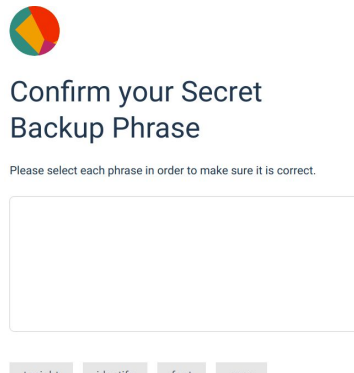 Confirm your Secret
Backup Phrase
Please select each phrase in order to make sure it is correct.